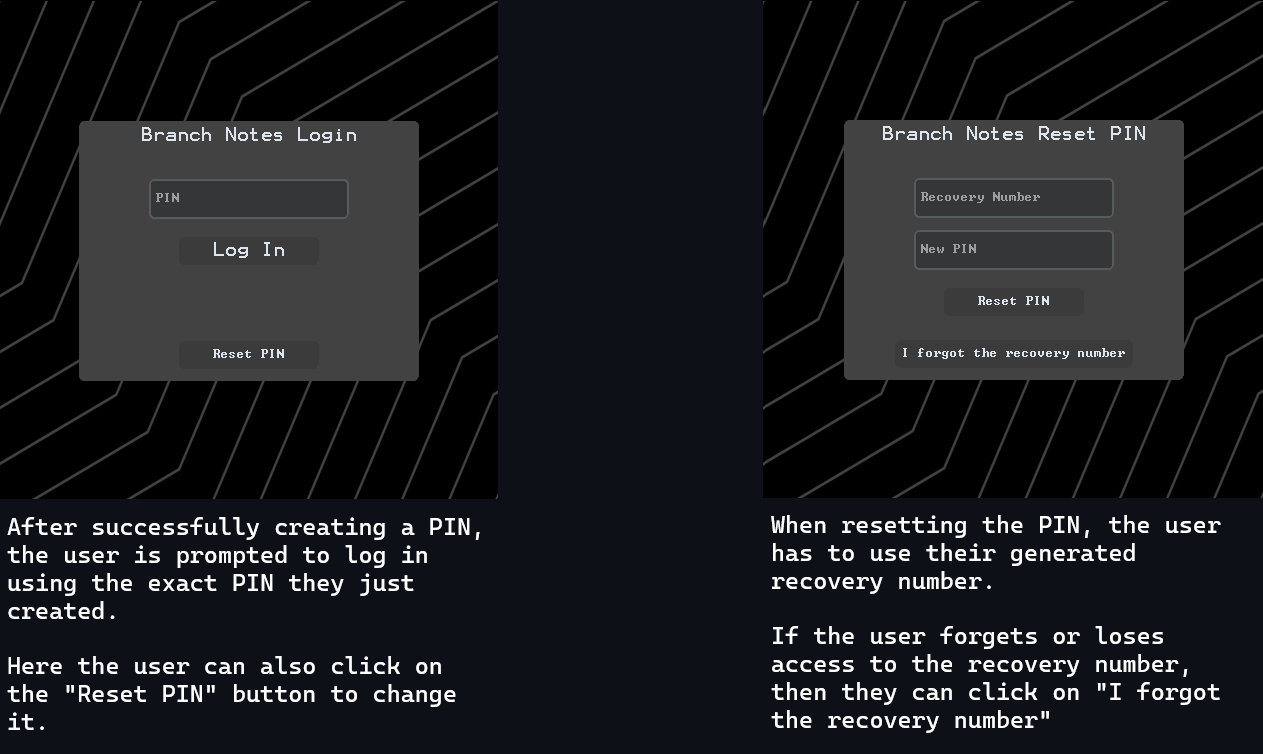 Branch Notes Login
PIN
Log In
Reset PIN
After successfully creating a PIN,
the user is prompted to log in
using the exact PIN they just
created.
Here the user can also click on
the "Reset PIN" button to change
it.
Branch Notes Reset PIN
Recovery Number
New PIN
Reset PIN
I forgot the recovery number
When resetting the PIN, the user
has to use their generated
recovery number.
If the user forgets or loses
access to the recovery number,
then they can click on "I forgot
the recovery number"